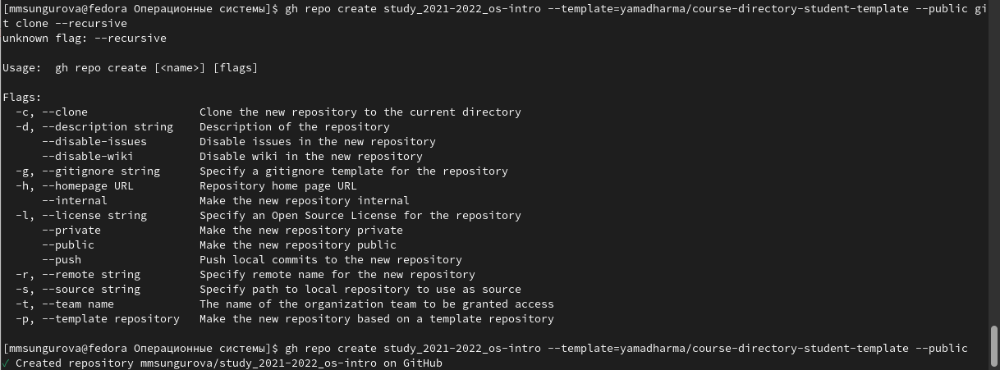 [mmsungurova@fedora Операционные системы]$ gh repo create study_2021-2022_os-intro --template=yamadharma/course-directory-student-template --public gi
t clone --recursive
unknown flag: --recursive

Usage:  gh repo create [<name>] [flags]

Flags:
  -c, --clone                 Clone the new repository to the current directory
  -d, --description string    Description of the repository
      --disable-issues        Disable issues in the new repository
      --disable-wiki          Disable wiki in the new repository
  -g, --gitignore string      Specify a gitignore template for the repository
  -h, --homepage URL          Repository home page URL
      --internal              Make the new repository internal
  -l, --license string        Specify an Open Source License for the repository
      --private               Make the new repository private
      --public                Make the new repository public
      --push                  Push local commits to the new repository
  -r, --remote string         Specify remote name for the new repository
  -s, --source string         Specify path to local repository to use as source
  -t, --team name             The name of the organization team to be granted access
  -p, --template repository   Make the new repository based on a template repository

[mmsungurova@fedora Операционные системы]$ gh repo create study_2021-2022_os-intro --template=yamadharma/course-directory-student-template --public
✓ Created repository mmsungurova/study_2021-2022_os-intro on GitHub